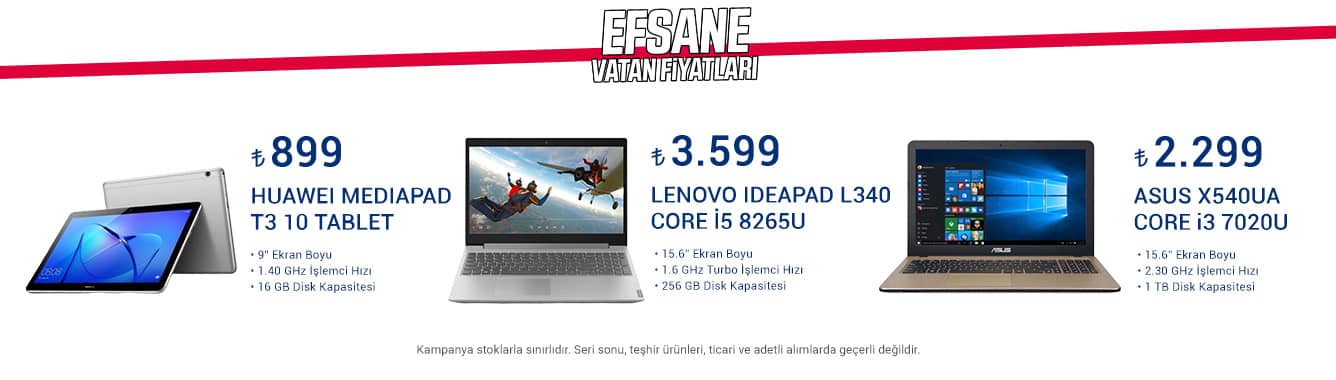 EFSANE
VATAN FİYATLARI
₺ 899
HUAWEI MEDIAPAD
T3 10 TABLET
• 9" Ekran Boyu
• 1.40 GHz İşlemci Hızı
• 16 GB Disk Kapasitesi
₺ 3.599
LENOVO IDEAPAD L340
CORE İ5 8265U
• 15.6" Ekran Boyu
• 1.6 GHz Turbo İşlemci Hızı
• 256 GB Disk Kapasitesi
₺ 2.299
ASUS X540UA
CORE i3 7020U
• 15.6" Ekran Boyu
• 2.30 GHz İşlemci Hızı
• 1 TB Disk Kapasitesi
08:08
ASUS
Kampanya stoklarla sınırlıdır. Seri sonu, teşhir ürünleri, ticari ve adetli alımlarda geçerli değildir.